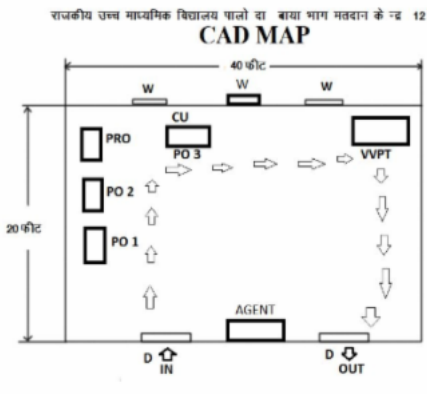 राजकीय उच्च माध्यमिक विद्यालय पालो दा बाया भाग मतदान के न्द्र 12
CAD MAP
40 फीट
W W W
CU
PRO
PO 3
VVPT
PO 2
20 फीट
PO 1
AGENT
D D
IN OUT